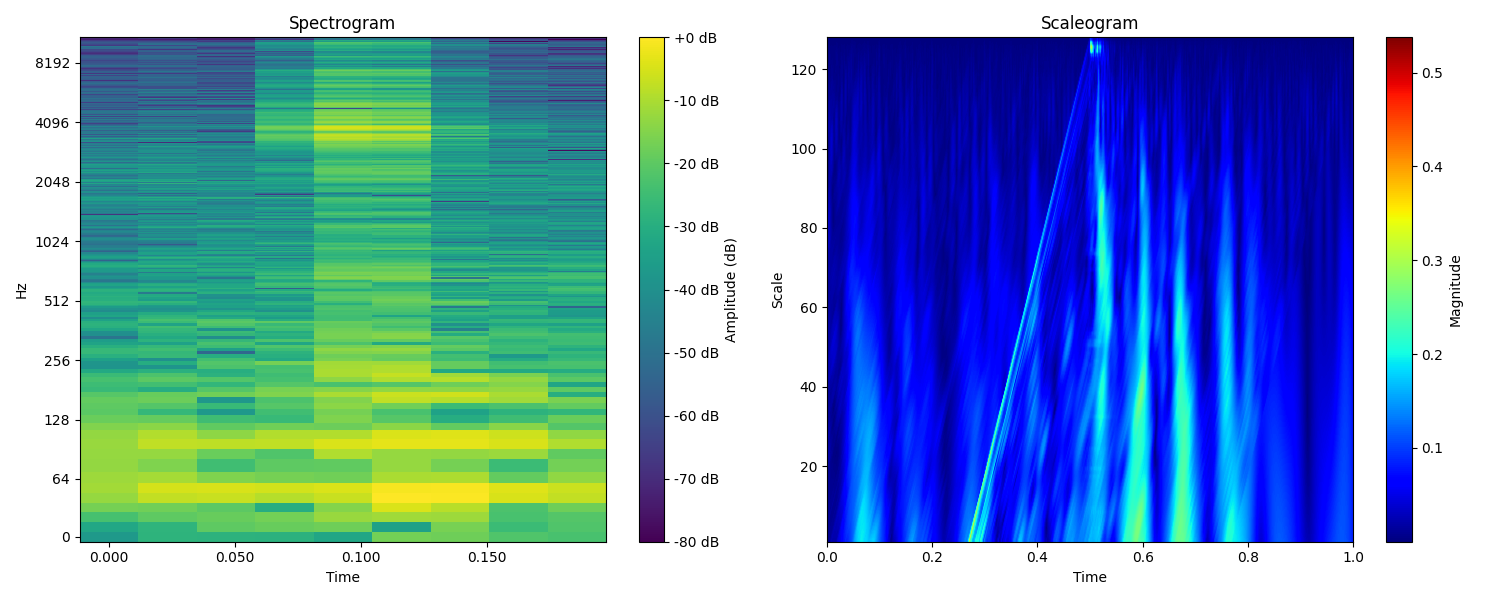 Spectrogram
+0 dB
8192
-10 dB
4096
-20 dB
2048
-30 dB
1024
Hz
-40 dB
Amplitude (dB)
512
-50 dB
256
-60 dB
128
-70 dB
64
0
-80 dB
0.000
0.050
0.100
0.150
Time
Scaleogram
120
0.5
100
0.4
80
Scale
0.3
Magnitude
60
0.2
40
0.1
20
0.0
0.2
0.4
0.6
0.8
1.0
Time